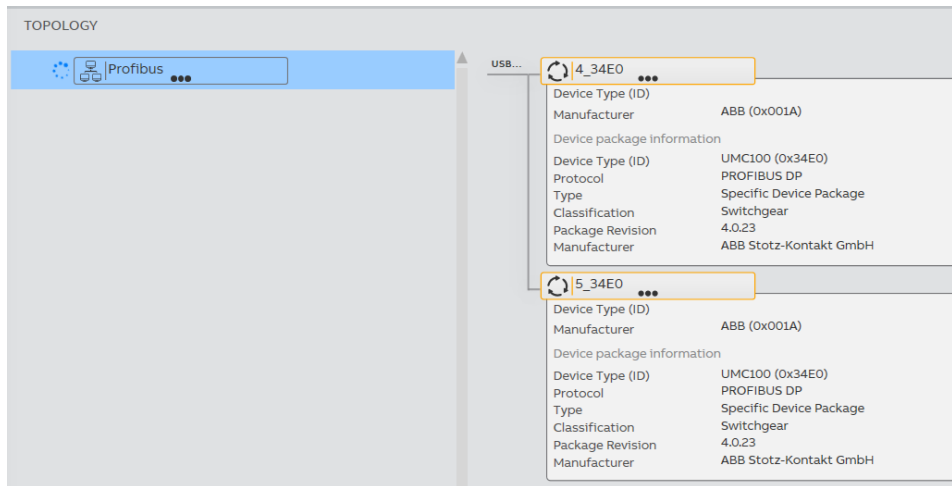 TOPOLOGY
Profibus
USB...
4_34E0
Device Type (ID)
Manufacturer ABB (0x001A)
Device package information
Device Type (ID) UMC100 (0x34E0)
Protocol PROFIBUS DP
Type Specific Device Package
Classification Switchgear
Package Revision 4.0.23
Manufacturer ABB Stotz-Kontakt GmbH
5_34E0
Device Type (ID)
Manufacturer ABB (0x001A)
Device package information
Device Type (ID) UMC100 (0x34E0)
Protocol PROFIBUS DP
Type Specific Device Package
Classification Switchgear
Package Revision 4.0.23
Manufacturer ABB Stotz-Kontakt GmbH